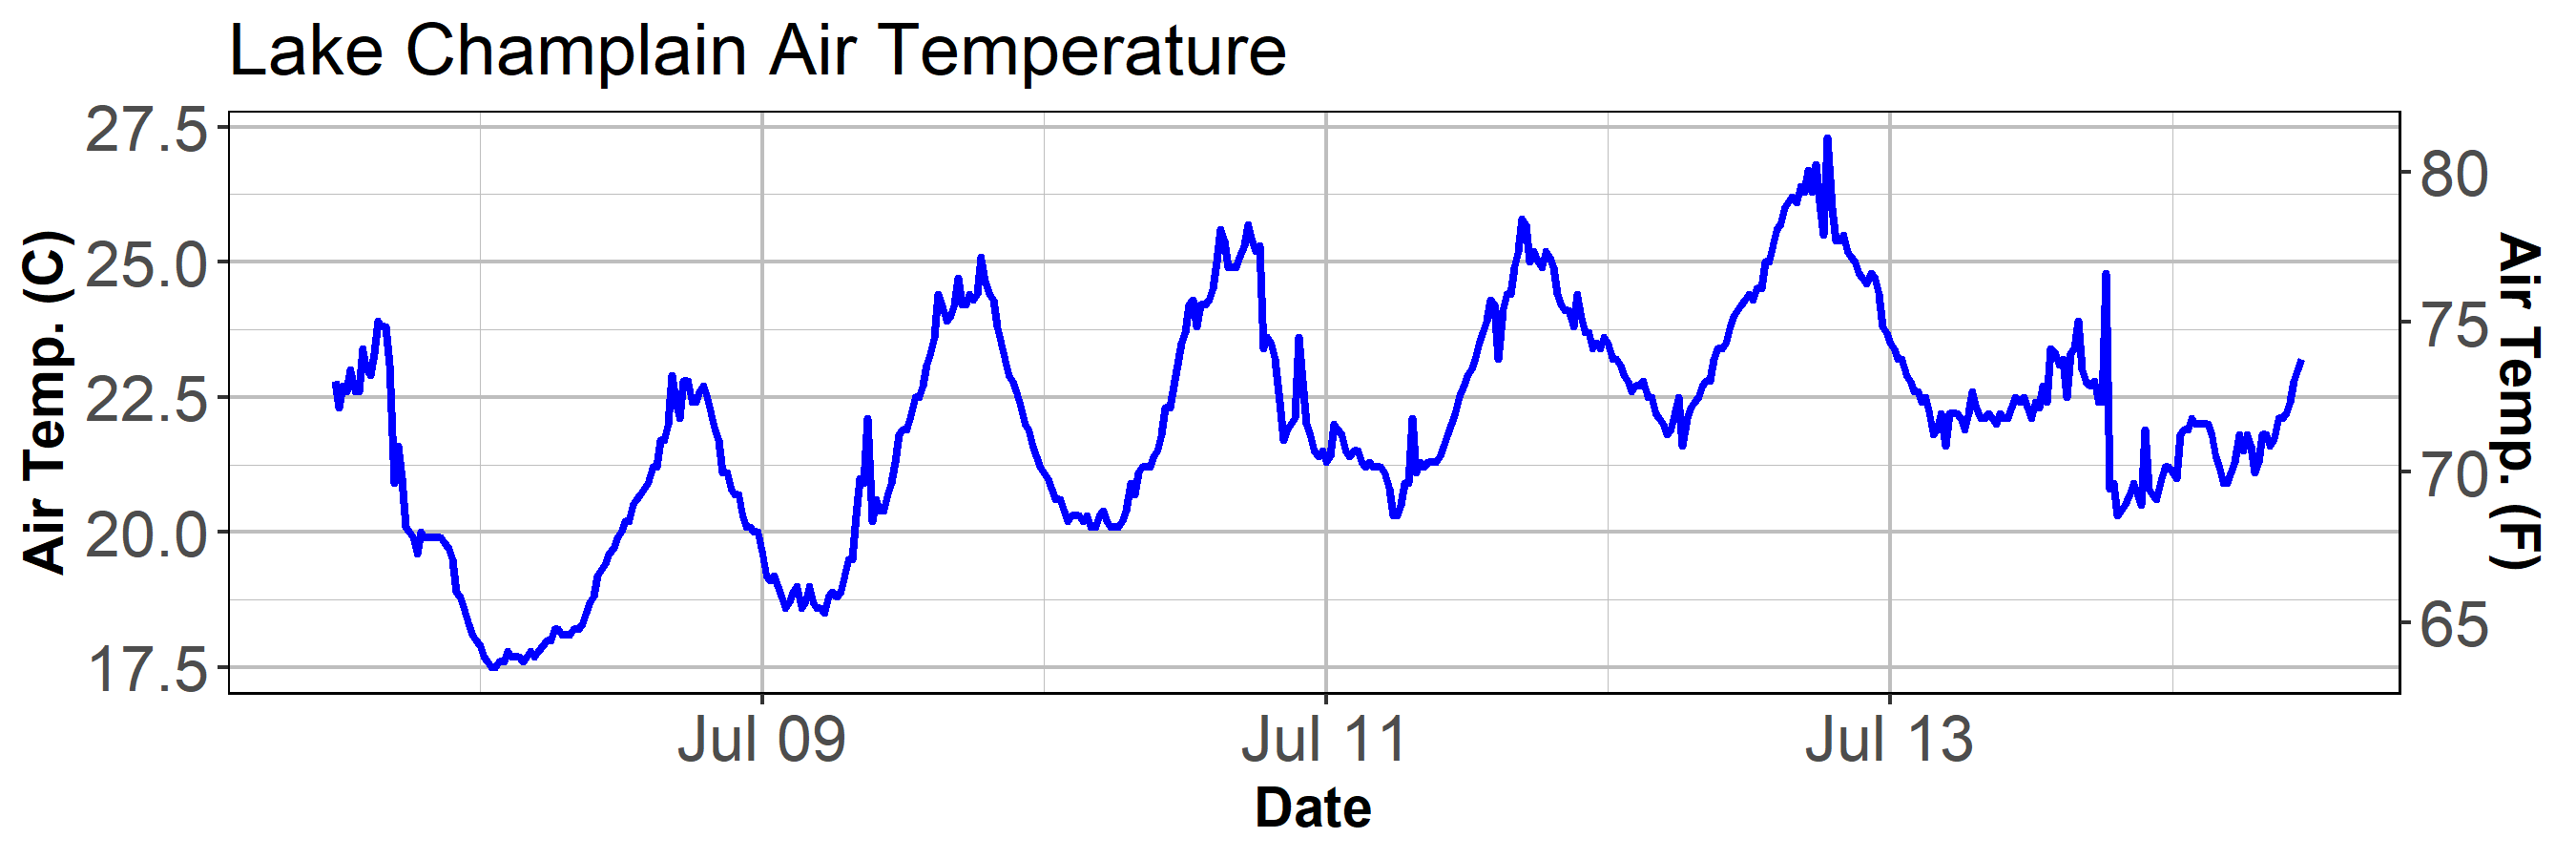 Lake Champlain Air Temperature
27.5
25.0
22.5
20.0
17.5
Air Temp. (C)
80
75
70
65
Air Temp. (F)
Jul 09 Jul 11 Jul 13
Date